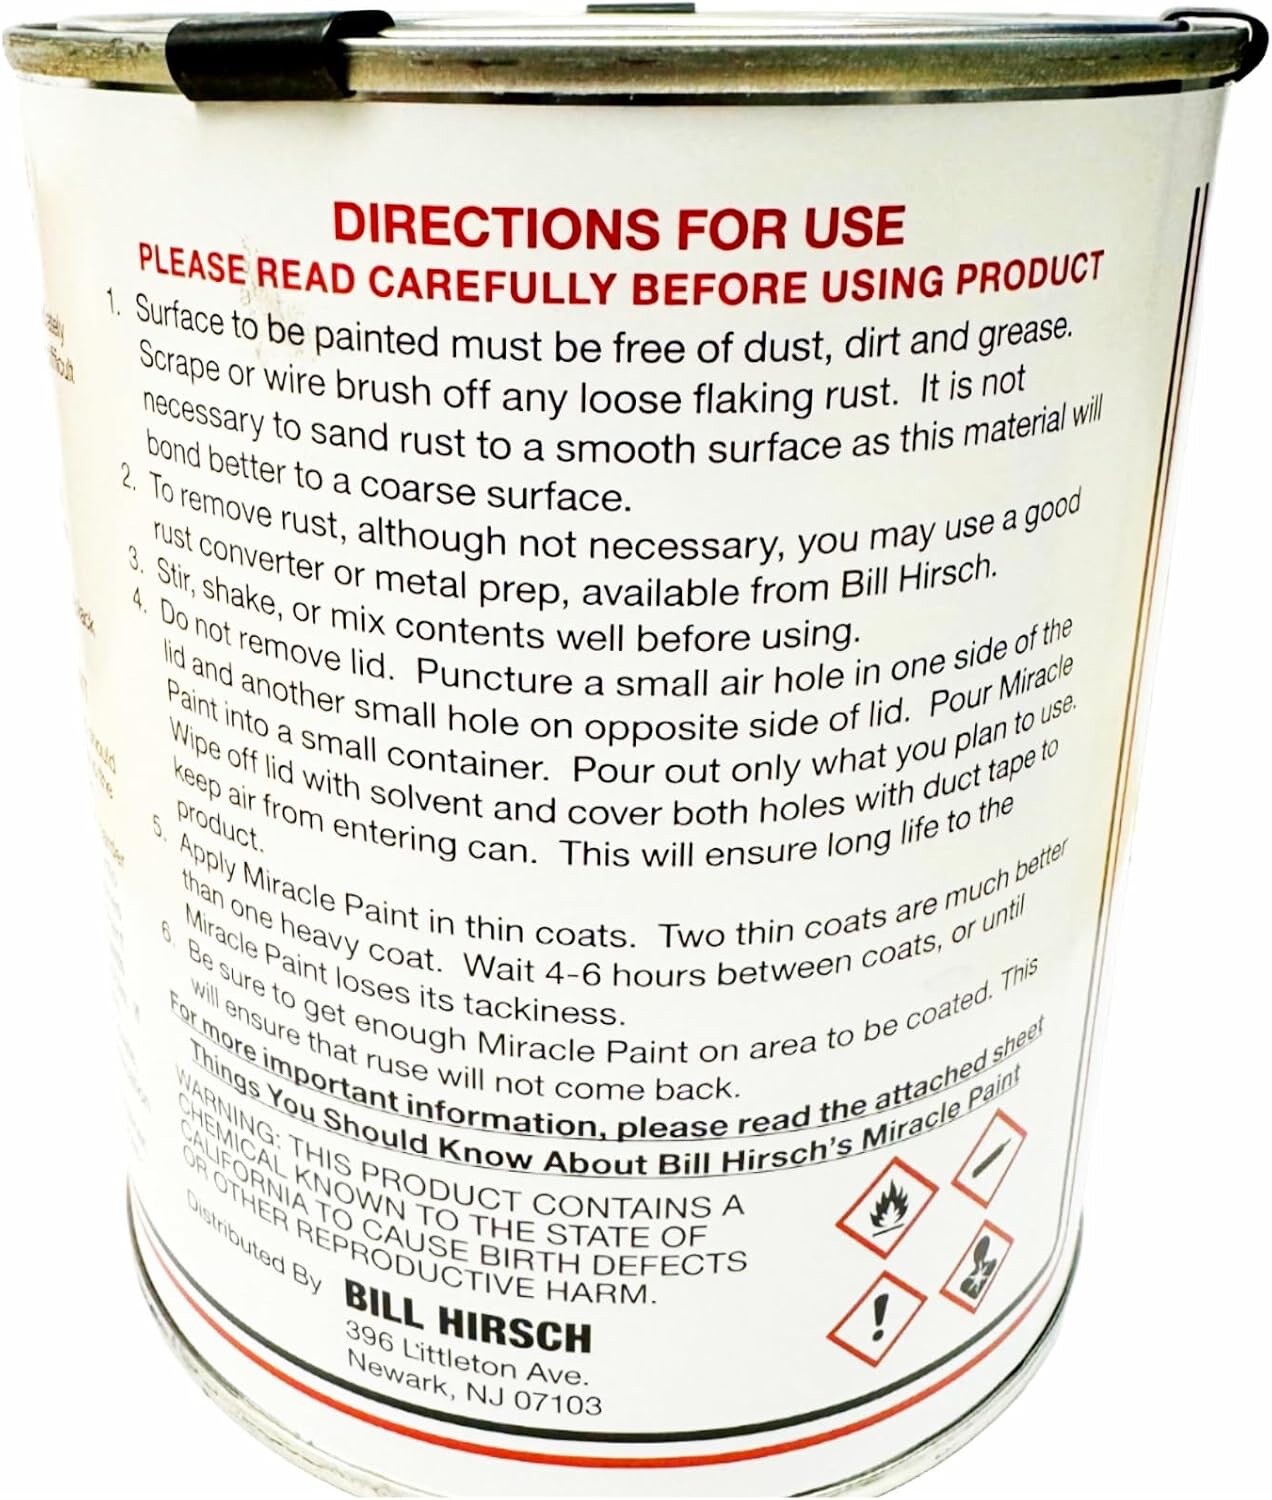 DIRECTIONS FOR USE
PLEASE READ CAREFULLY BEFORE USING PRODUCT
1. Surface to be painted must be free of dust, dirt and grease.
Scrape or wire brush off any loose flaking rust. It is not
necessary to sand rust to a smooth surface as this material will
bond better to a coarse surface.
2. To remove rust, although not necessary, you may use a good
rust converter or metal prep, available from Bill Hirsch.
3. Stir, shake, or mix contents well before using.
4. Do not remove lid. Puncture a small air hole in one side of the
lid and another small hole on opposite side of lid. Pour Miracle
Paint into a small container. Pour out only what you plan to use.
Wipe off lid with solvent and cover both holes with duct tape to
keep air from entering can. This will ensure long life to the
product.
5. Apply Miracle Paint in thin coats. Two thin coats are much better
than one heavy coat. Wait 4-6 hours between coats, or until
Miracle Paint loses its tackiness.
6. Be sure to get enough Miracle Paint on area to be coated. This
will ensure that ruse will not come back.
For more important information, please read the attached sheet
Things You Should Know About Bill Hirsch's Miracle Paint
WARNING: THIS PRODUCT CONTAINS A
CHEMICAL KNOWN TO THE STATE OF
CALIFORNIA TO CAUSE BIRTH DEFECTS
OR OTHER REPRODUCTIVE HARM.
Distributed By
BILL HIRSCH
396 Littleton Ave.
Newark, NJ 07103